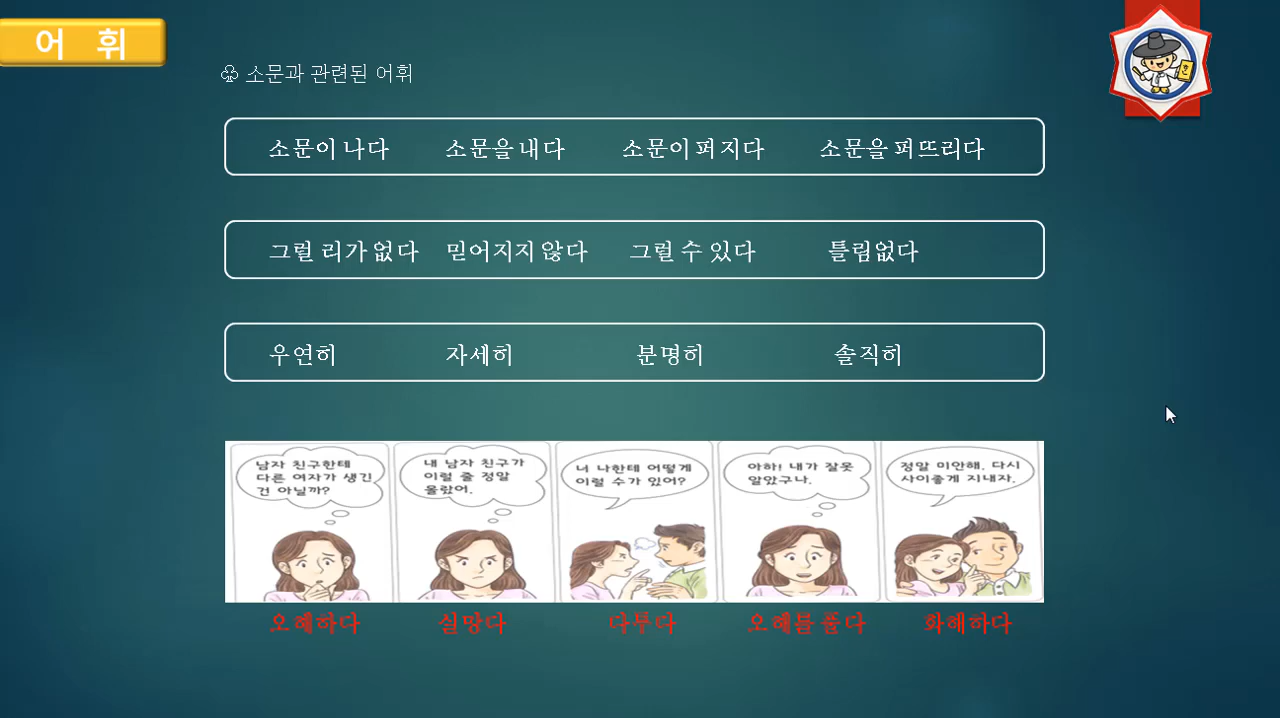 어 휘
♧ 소문과 관련된 어휘
소문이 나다 소문을 내다 소문이 퍼지다 소문을 퍼뜨리다
그럴 리가 없다 믿어지지 않다 그럴 수 있다 틀림없다
우연히 자세히 분명히 솔직히
남자 친구한테
다른 여자가 생긴
건 아닐까?
내 남자 친구가
이럴 줄 정말
몰랐어.
너 나한테 어떻게
이럴 수가 있어?
아하! 내가 잘못
알았구나.
정말 미안해. 다시
사이좋게 지내자.
오해하다 실망다 다투다 오해를 풀다 화해하다